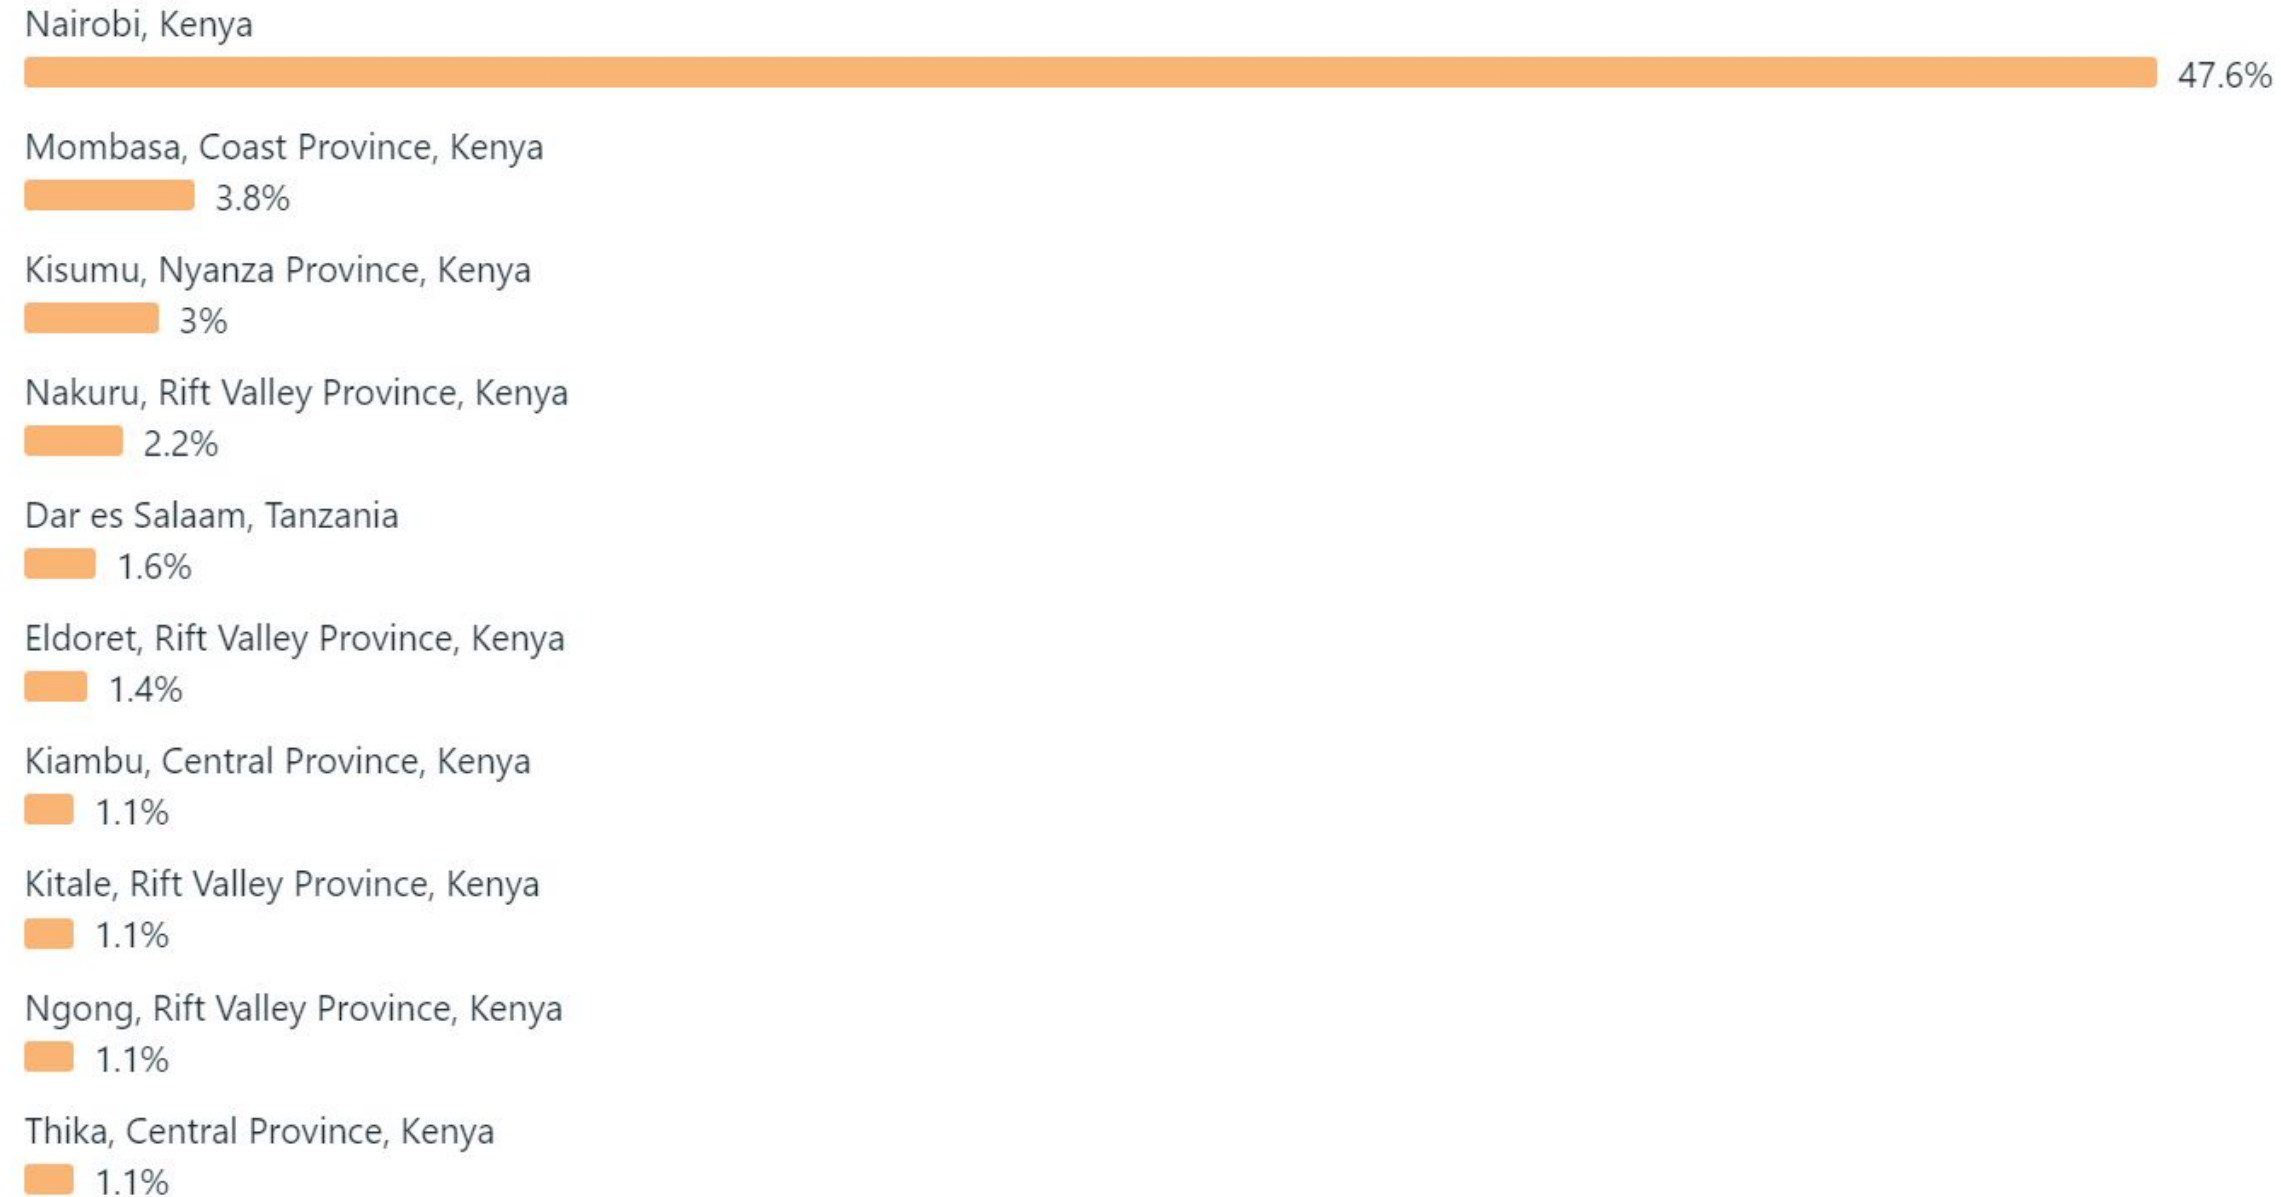 Nairobi, Kenya
47.6%
Mombasa, Coast Province, Kenya
3.8%
Kisumu, Nyanza Province, Kenya
3%
Nakuru, Rift Valley Province, Kenya
2.2%
Dar es Salaam, Tanzania
1.6%
Eldoret, Rift Valley Province, Kenya
1.4%
Kiambu, Central Province, Kenya
1.1%
Kitale, Rift Valley Province, Kenya
1.1%
Ngong, Rift Valley Province, Kenya
1.1%
Thika, Central Province, Kenya
1.1%